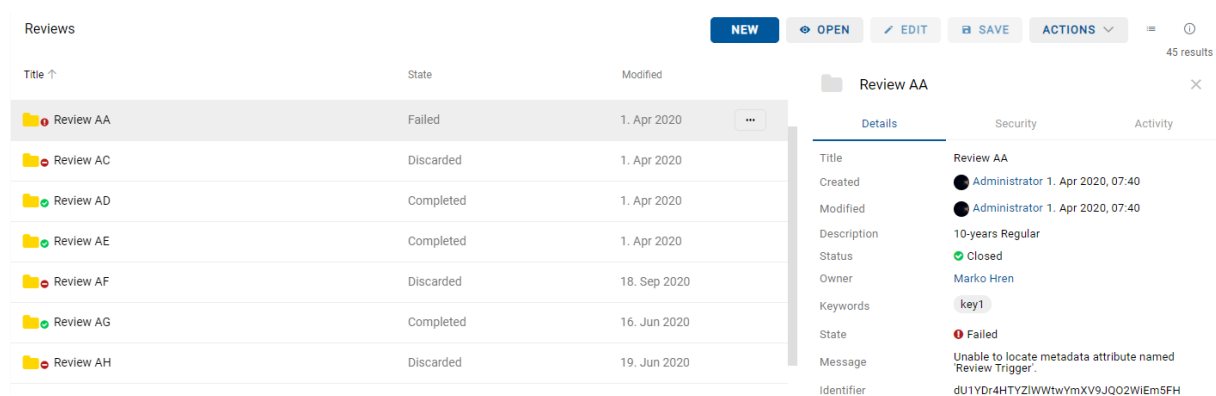 Reviews
NEW
OPEN
EDIT
SAVE
ACTIONS
45 results
Title State Modified
Review AA Failed 1. Apr 2020
Review AC Discarded 1. Apr 2020
Review AD Completed 1. Apr 2020
Review AE Completed 1. Apr 2020
Review AF Discarded 18. Sep 2020
Review AG Completed 16. Jun 2020
Review AH Discarded 19. Jun 2020
Review AA
Details Security Activity
Title Review AA
Created Administrator 1. Apr 2020, 07:40
Modified Administrator 1. Apr 2020, 07:40
Description 10-years Regular
Status Closed
Owner Marko Hren
Keywords key1
State Failed
Message Unable to locate metadata attribute named
'Review Trigger'.
Identifier dU1YDr4HTYZlWWtwYmXV9JQO2WiEm5FH